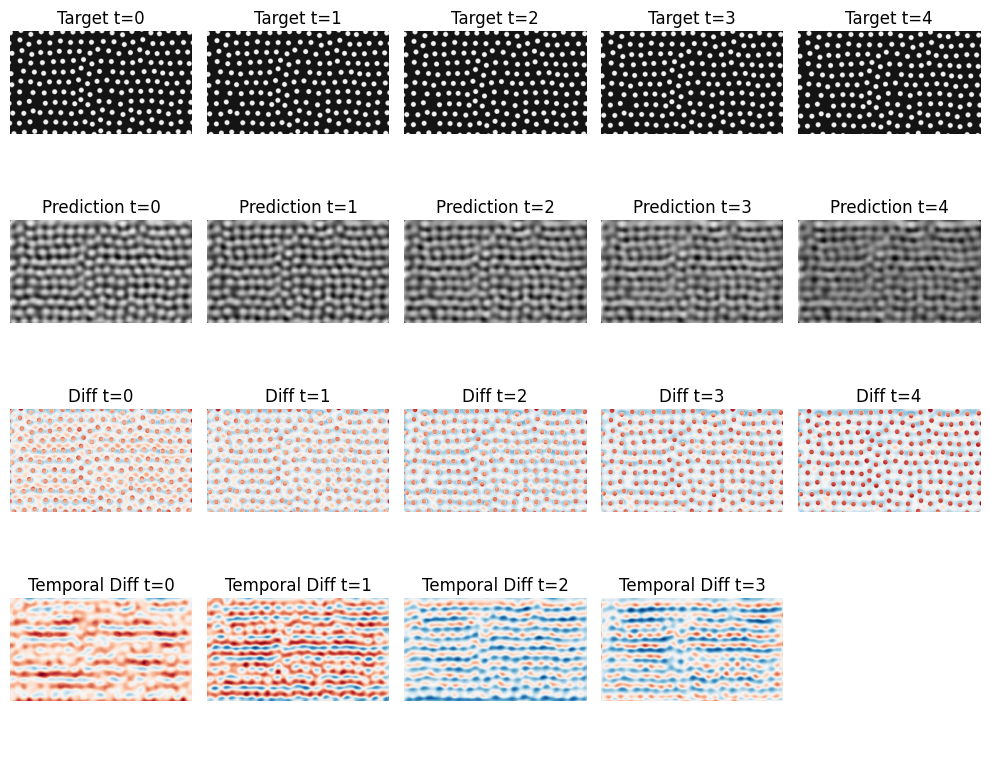 Target t=0 Target t=1 Target t=2 Target t=3 Target t=4
Prediction t=0 Prediction t=1 Prediction t=2 Prediction t=3 Prediction t=4
Diff t=0 Diff t=1 Diff t=2 Diff t=3 Diff t=4
Temporal Diff t=0 Temporal Diff t=1 Temporal Diff t=2 Temporal Diff t=3